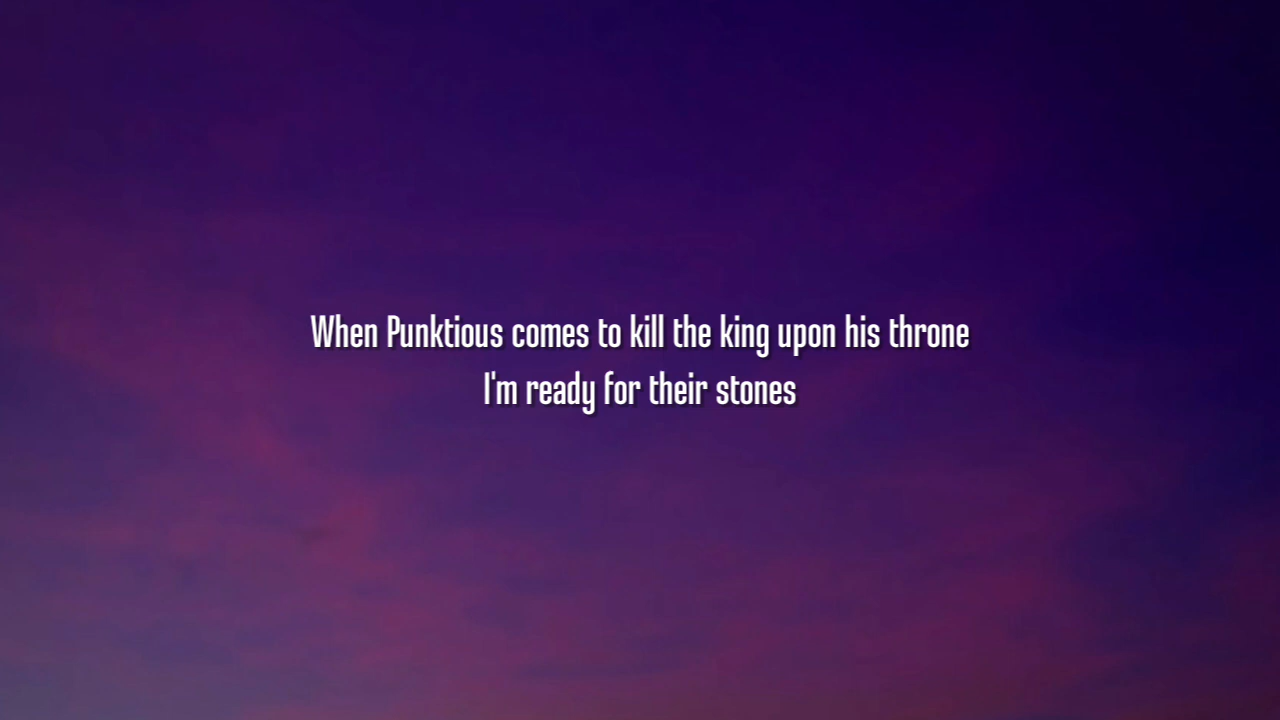 When Punktious comes to kill the king upon his throne
I'm ready for their stones